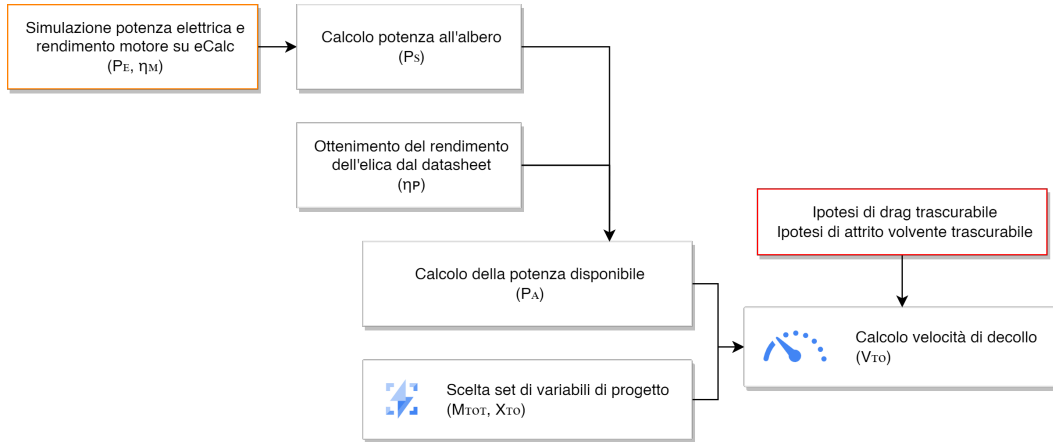 Simulazione potenza elettrica e
rendimento motore su eCalc
(PE, ηM)
Calcolo potenza all'albero
(PS)
Ottenimento del rendimento
dell'elica dal datasheet
(ηP)
Calcolo della potenza disponibile
(PA)
Scelta set di variabili di progetto
(MTOT, XTO)
Ipotesi di drag trascurabile
Ipotesi di attrito volvente trascurabile
Calcolo velocità di decollo
(VTO)